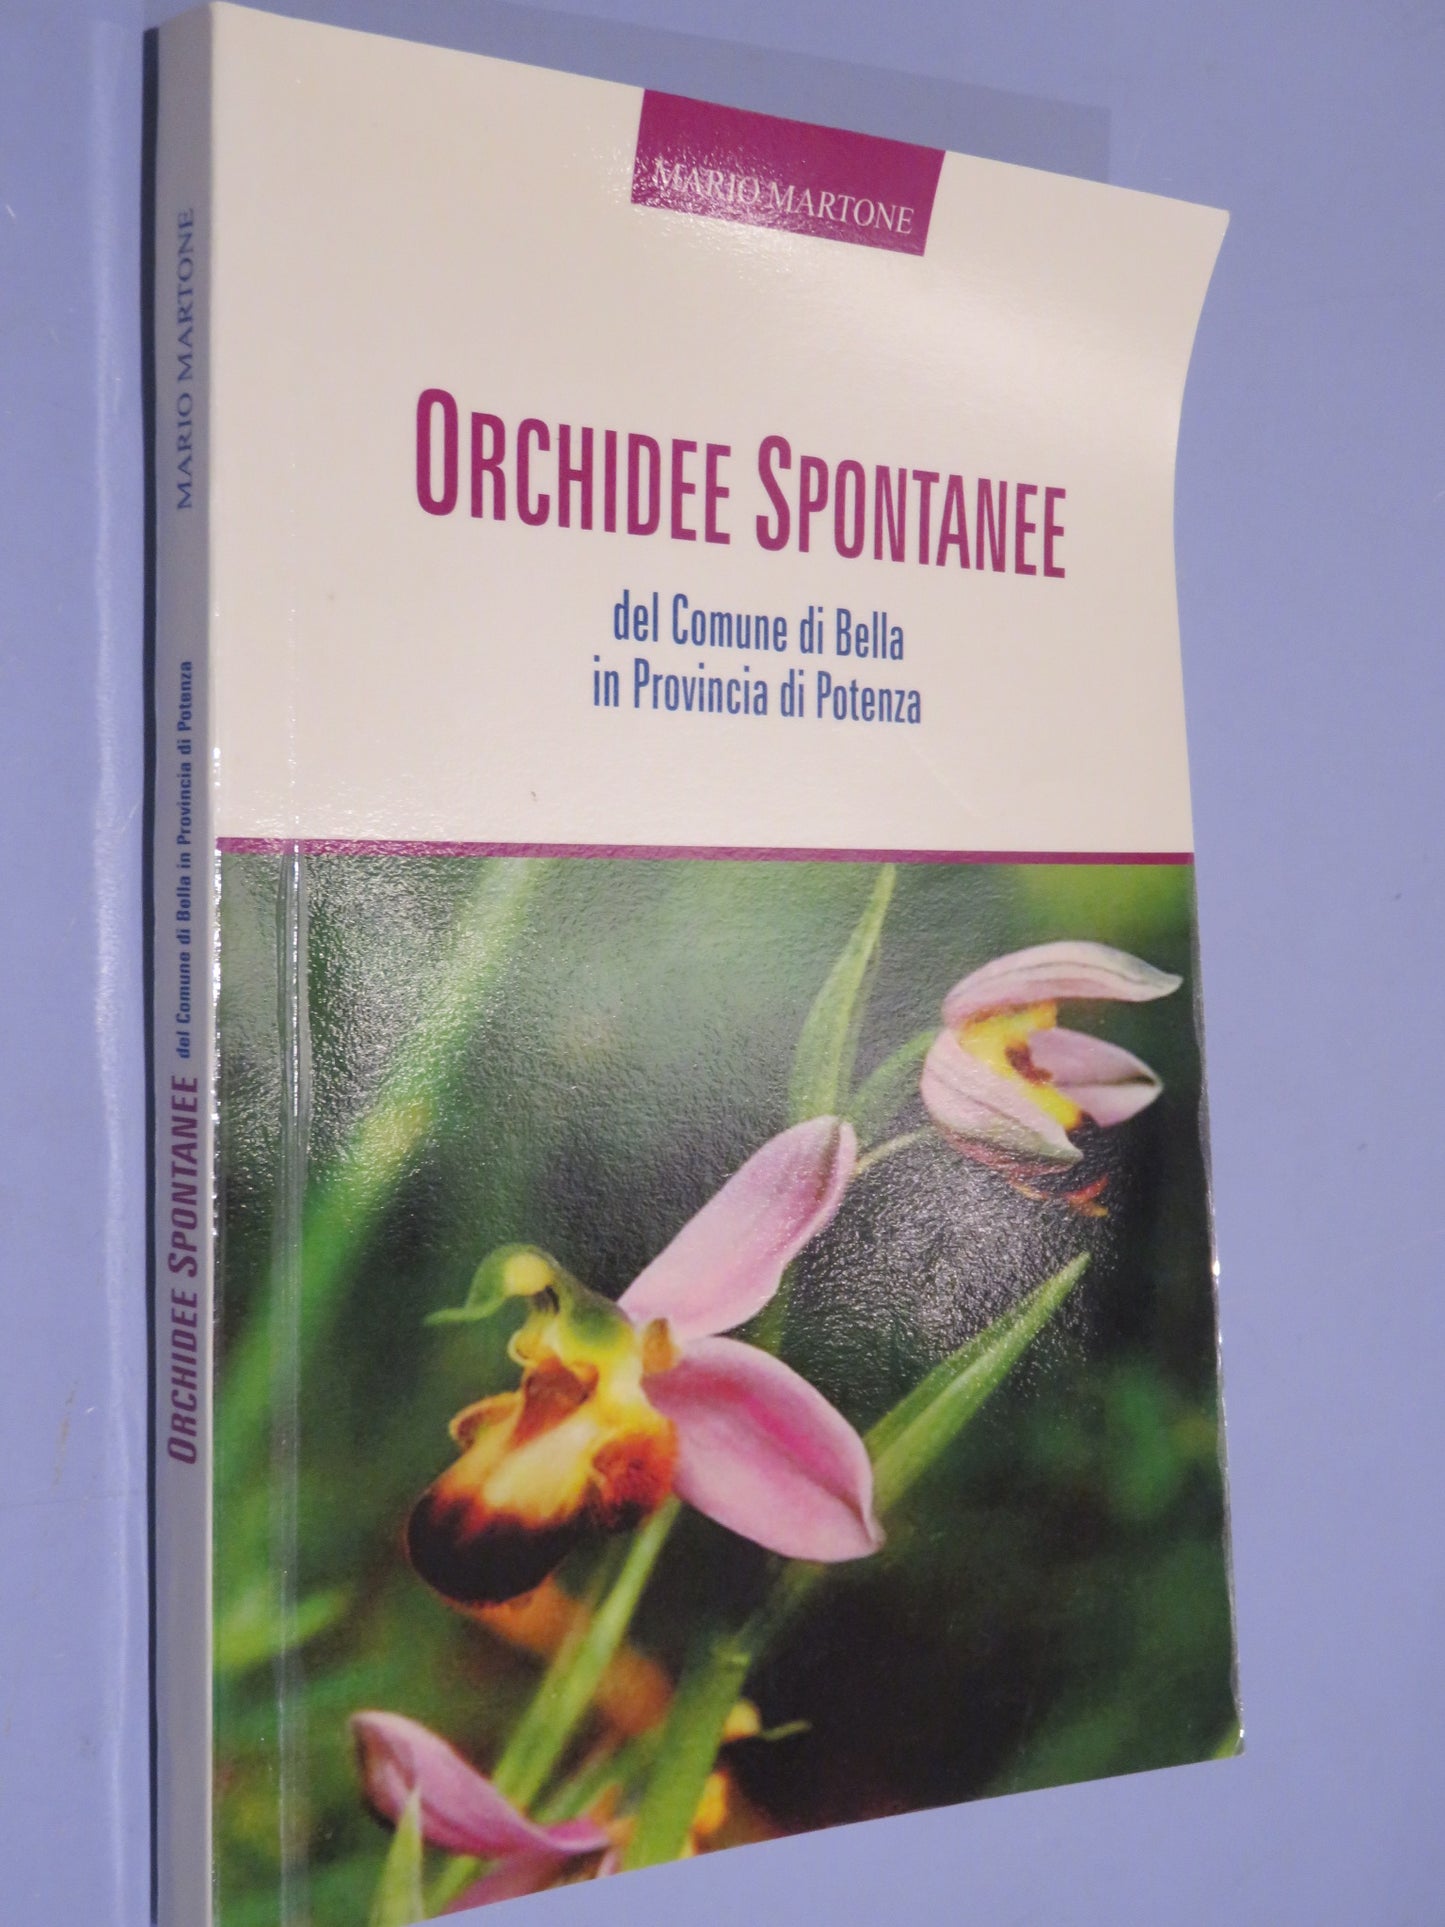 MARIO MARTONE
ORCHIDEE SPONTANEE
del Comune di Bella
in Provincia di Potenza
ORCHIDEE SPONTANEE del Comune di Bella in Provincia di Potenza MARIO MARTONE